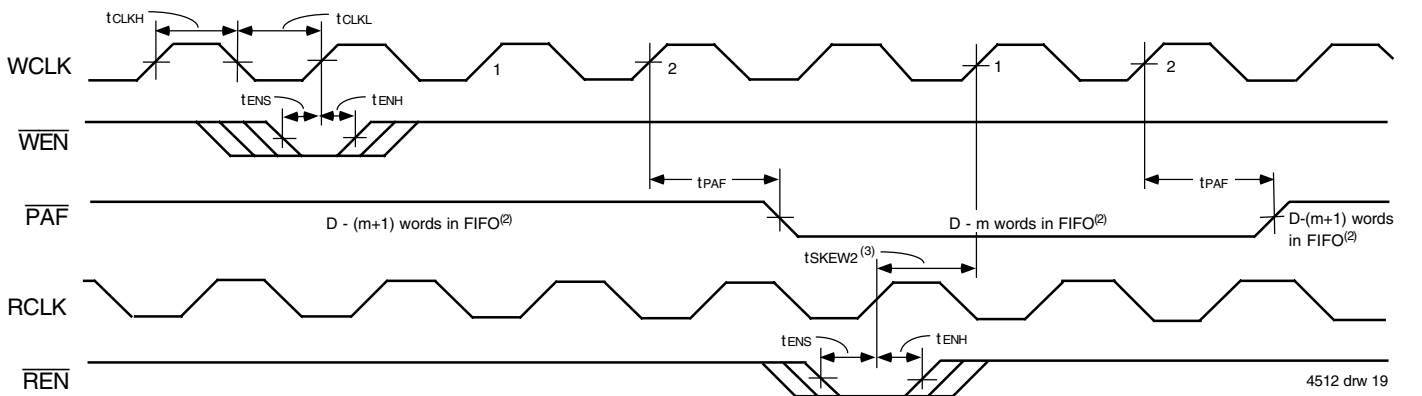 tCLKH
tCLKL
WCLK
1
2
1
2
tENS
tENH
WEN
tPAF
tPAF
PAF
D - (m+1) words in FIFO(2)
D - m words in FIFO(2)
D-(m+1) words
in FIFO(2)
tSKEW2 (3)
RCLK
tENS
tENH
REN
4512 drw 19